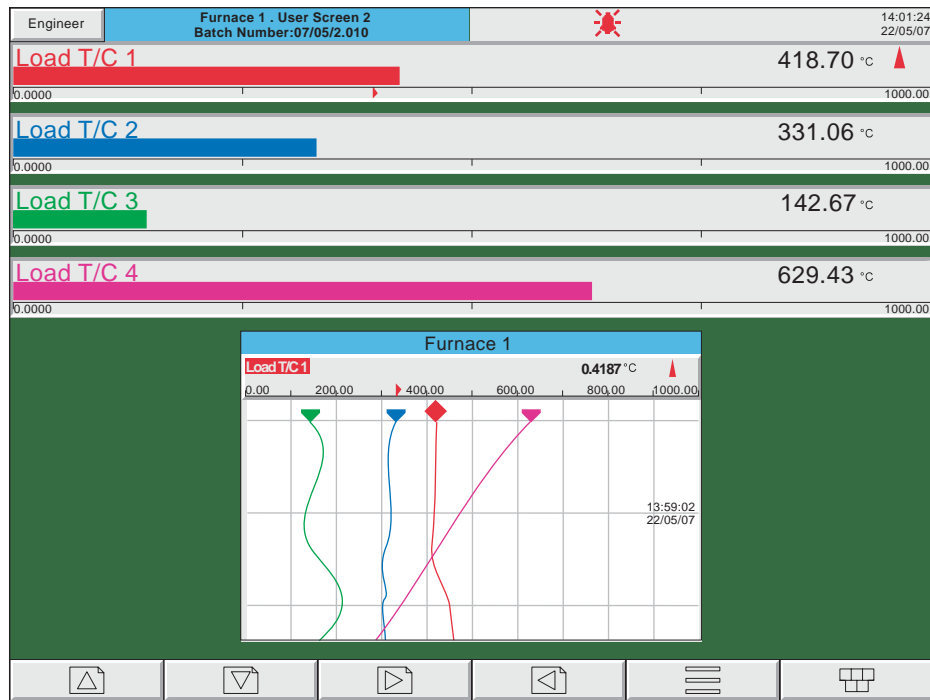 Engineer
Furnace 1 . User Screen 2
Batch Number:07/05/2.010
14:01:24
22/05/07
Load T/C 1
418.70 °C
0.0000 1000.00
Load T/C 2
331.06 °C
0.0000 1000.00
Load T/C 3
142.67 °C
0.0000 1000.00
Load T/C 4
629.43 °C
0.0000 1000.00
Furnace 1
Load T/C 1 0.4187 °C
0.00 200,00 400,00 600,00 800,00 1000.00
13:59:02
22/05/07